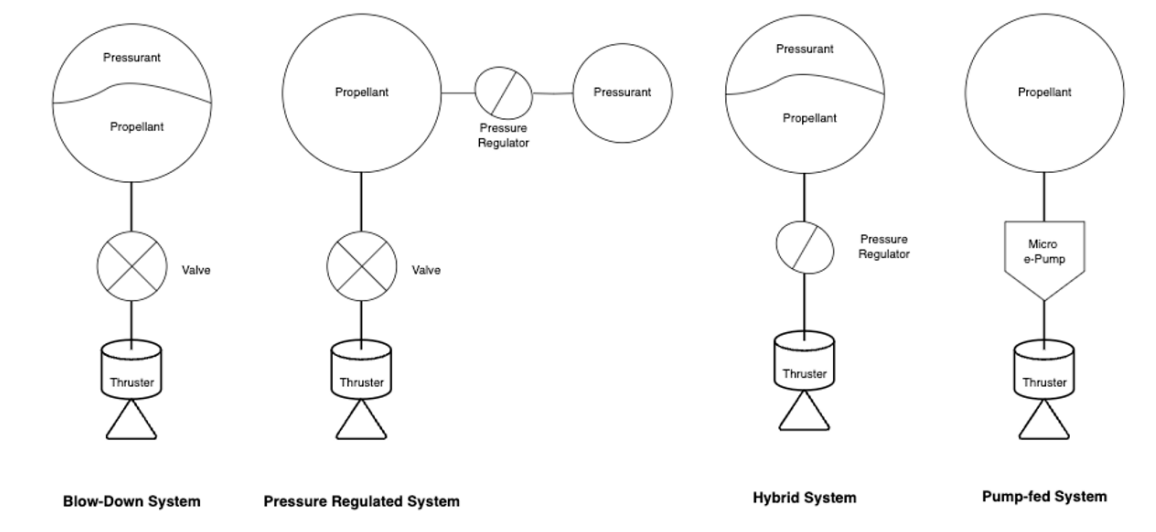 Pressurant
Propellant
Valve
Thruster
Blow-Down System
Propellant
Pressure
Regulator
Pressurant
Valve
Thruster
Pressure Regulated System
Pressurant
Propellant
Pressure
Regulator
Thruster
Hybrid System
Propellant
Micro
e-Pump
Thruster
Pump-fed System